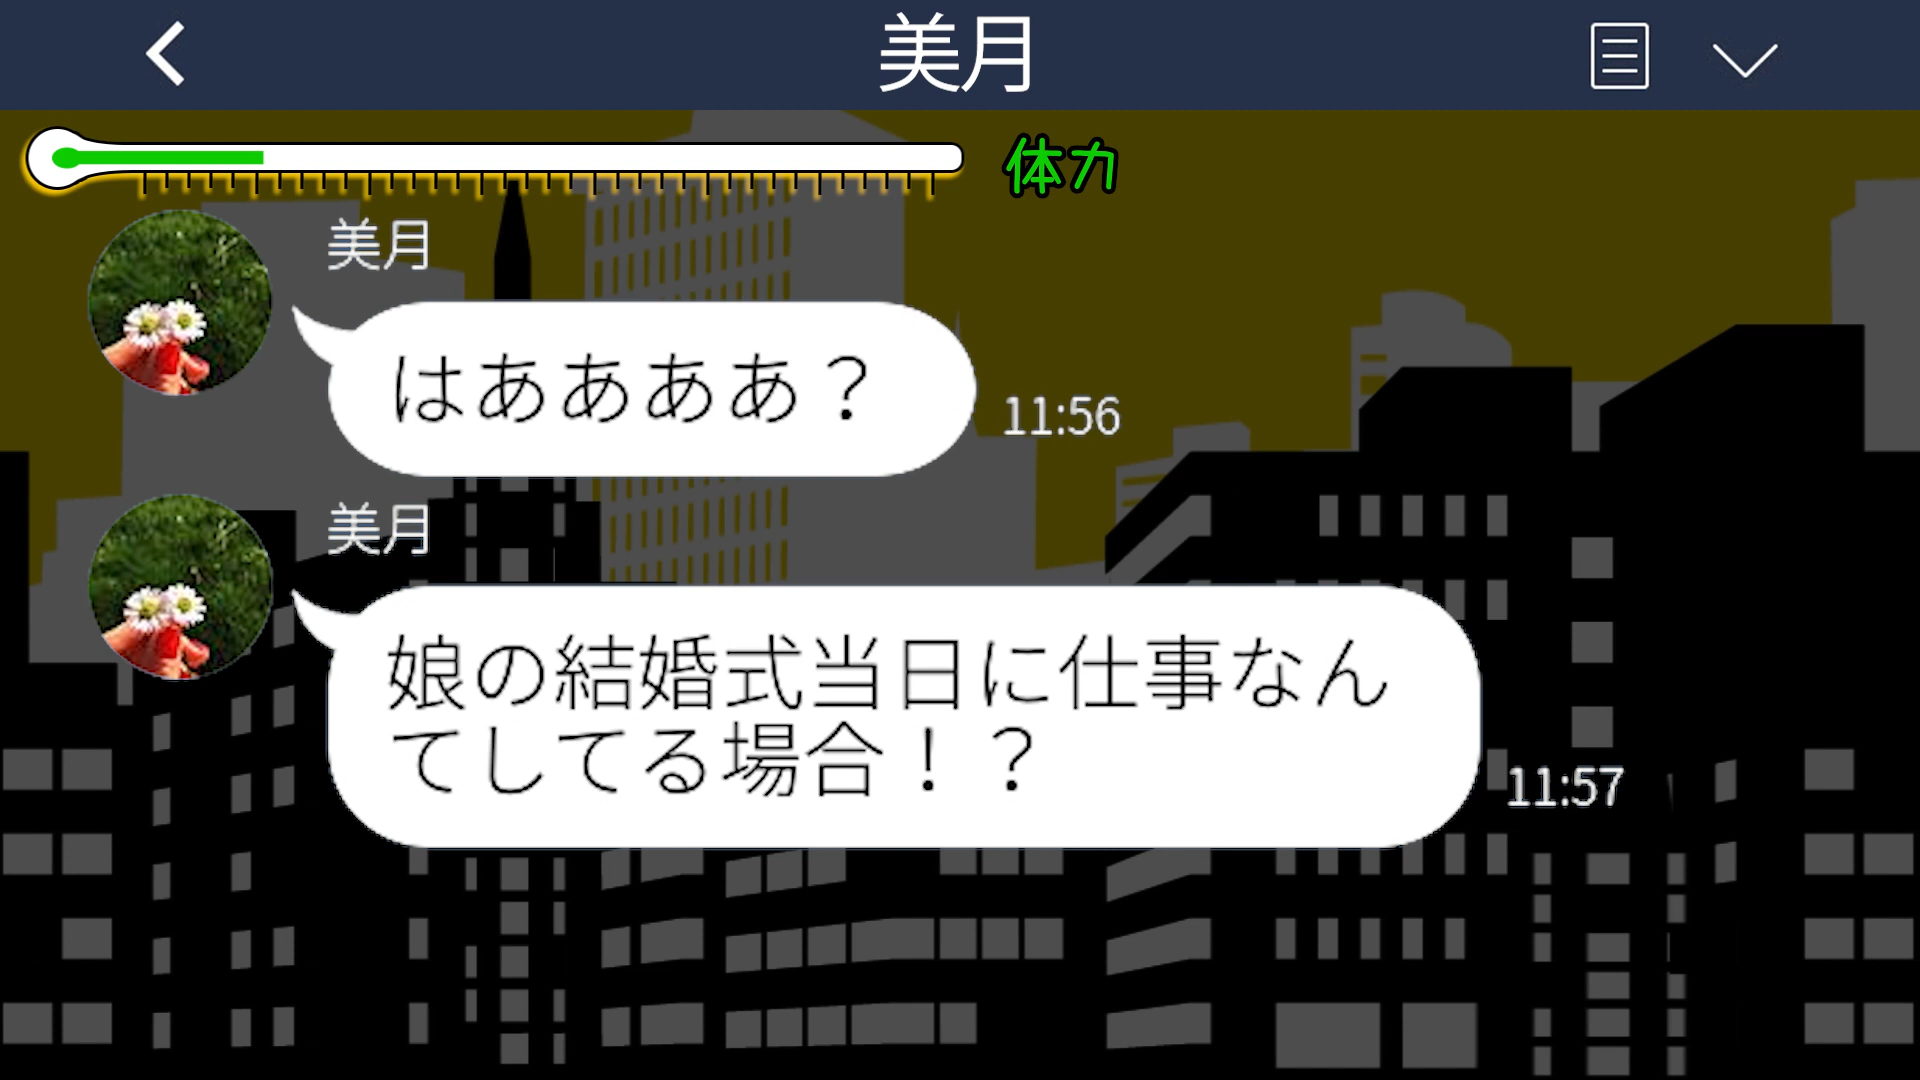 美月
体力
美月
はああああ？
11:56
美月
娘の結婚式当日に仕事なん
てしてる場合！？
11:57